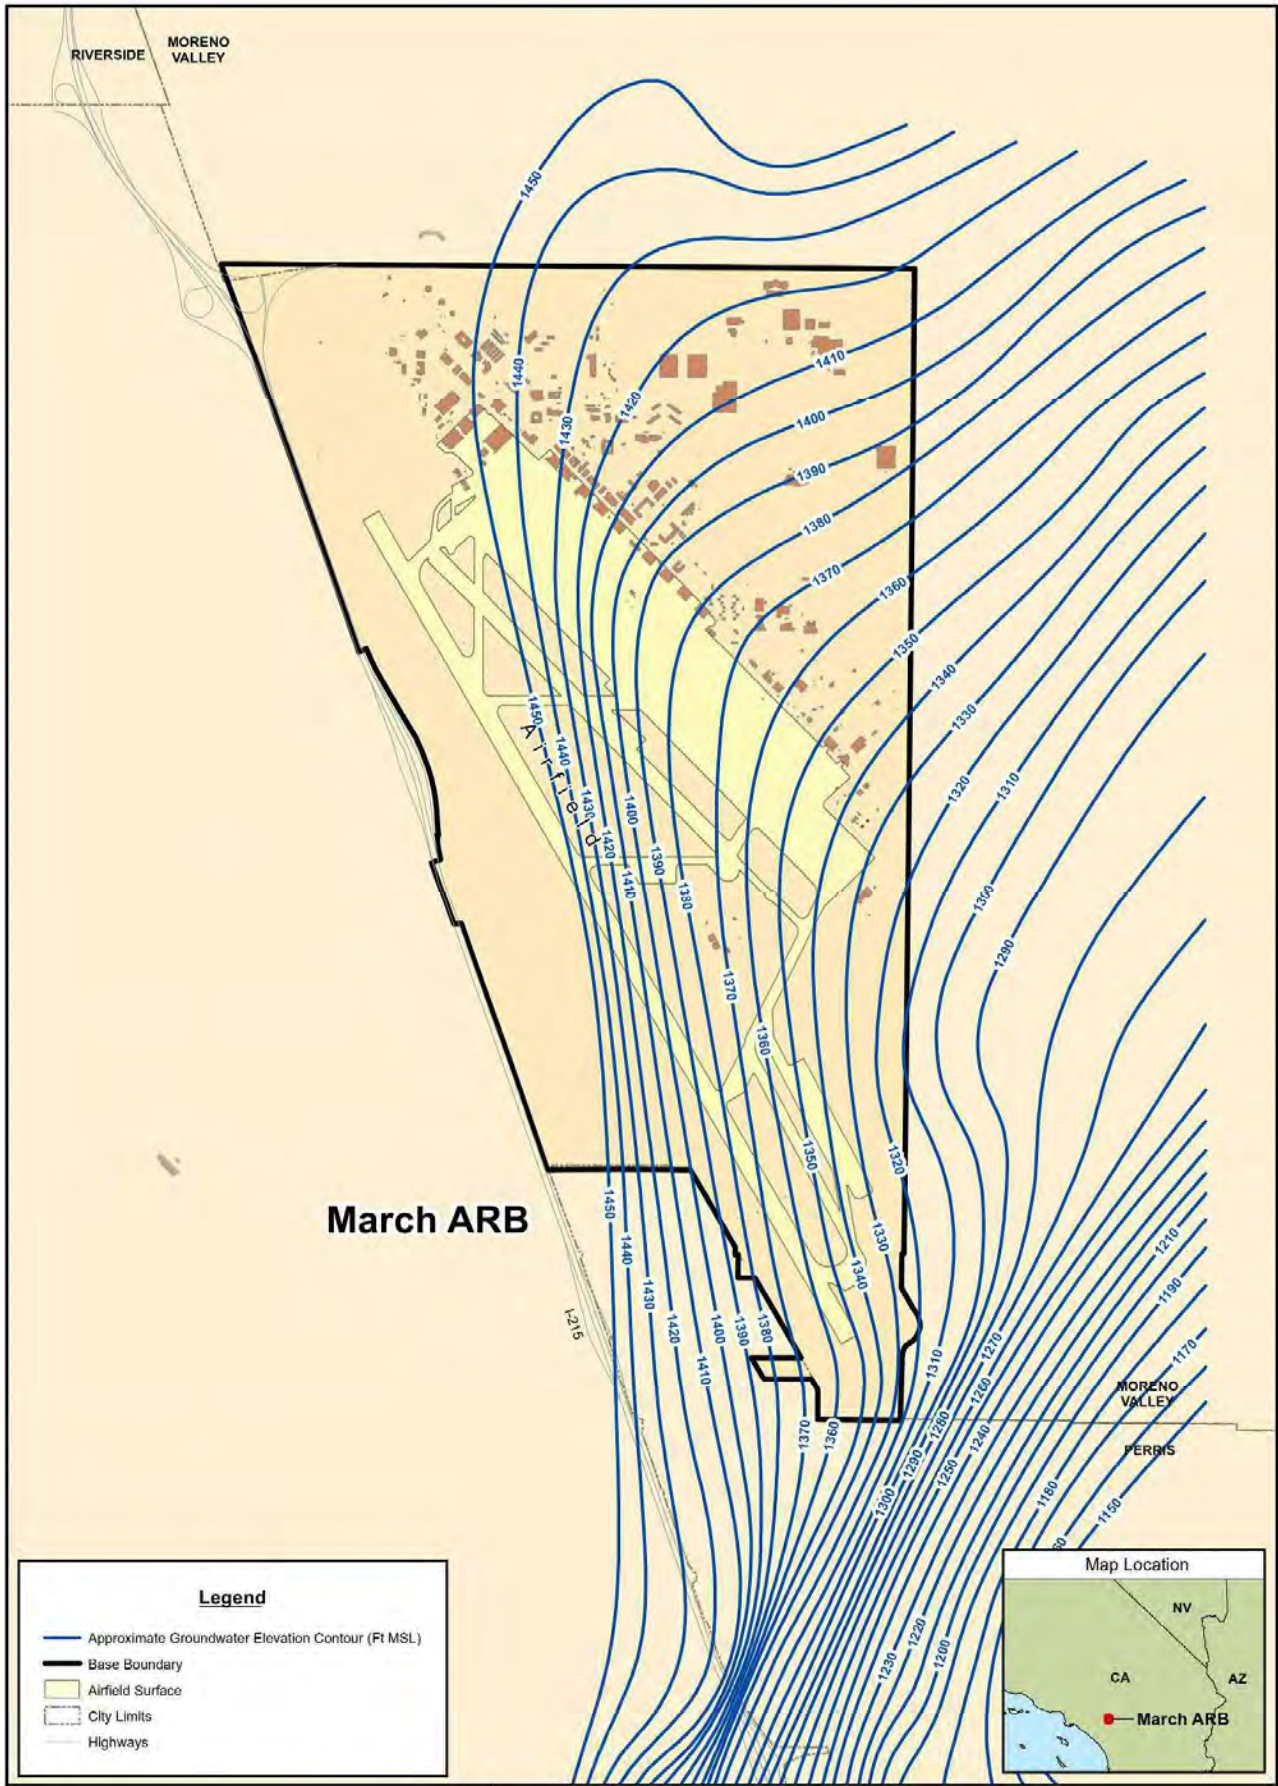 RIVERSIDE
MORENO
VALLEY
1450
1440
1430
1420
1410
1400
1390
1380
1370
1360
1350
1340
1330
1320
1310
1300
1290
1450
Airfield
1440
1430
1420
1410
1400
1390
1380
1370
1360
1350
1340
1330
1320
March ARB
I-215
1450
1440
1430
1420
1410
1400
1390
1380
1370
1360
1310
1300
1290
1280
1270
1260
1250
1240
1210
1190
1170
MORENO
VALLEY
PERRIS
1180
1150
60
1230
1220
1200
Legend
Approximate Groundwater Elevation Contour (Ft MSL)
Base Boundary
Airfield Surface
City Limits
Highways
Map Location
NV
CA
AZ
March ARB